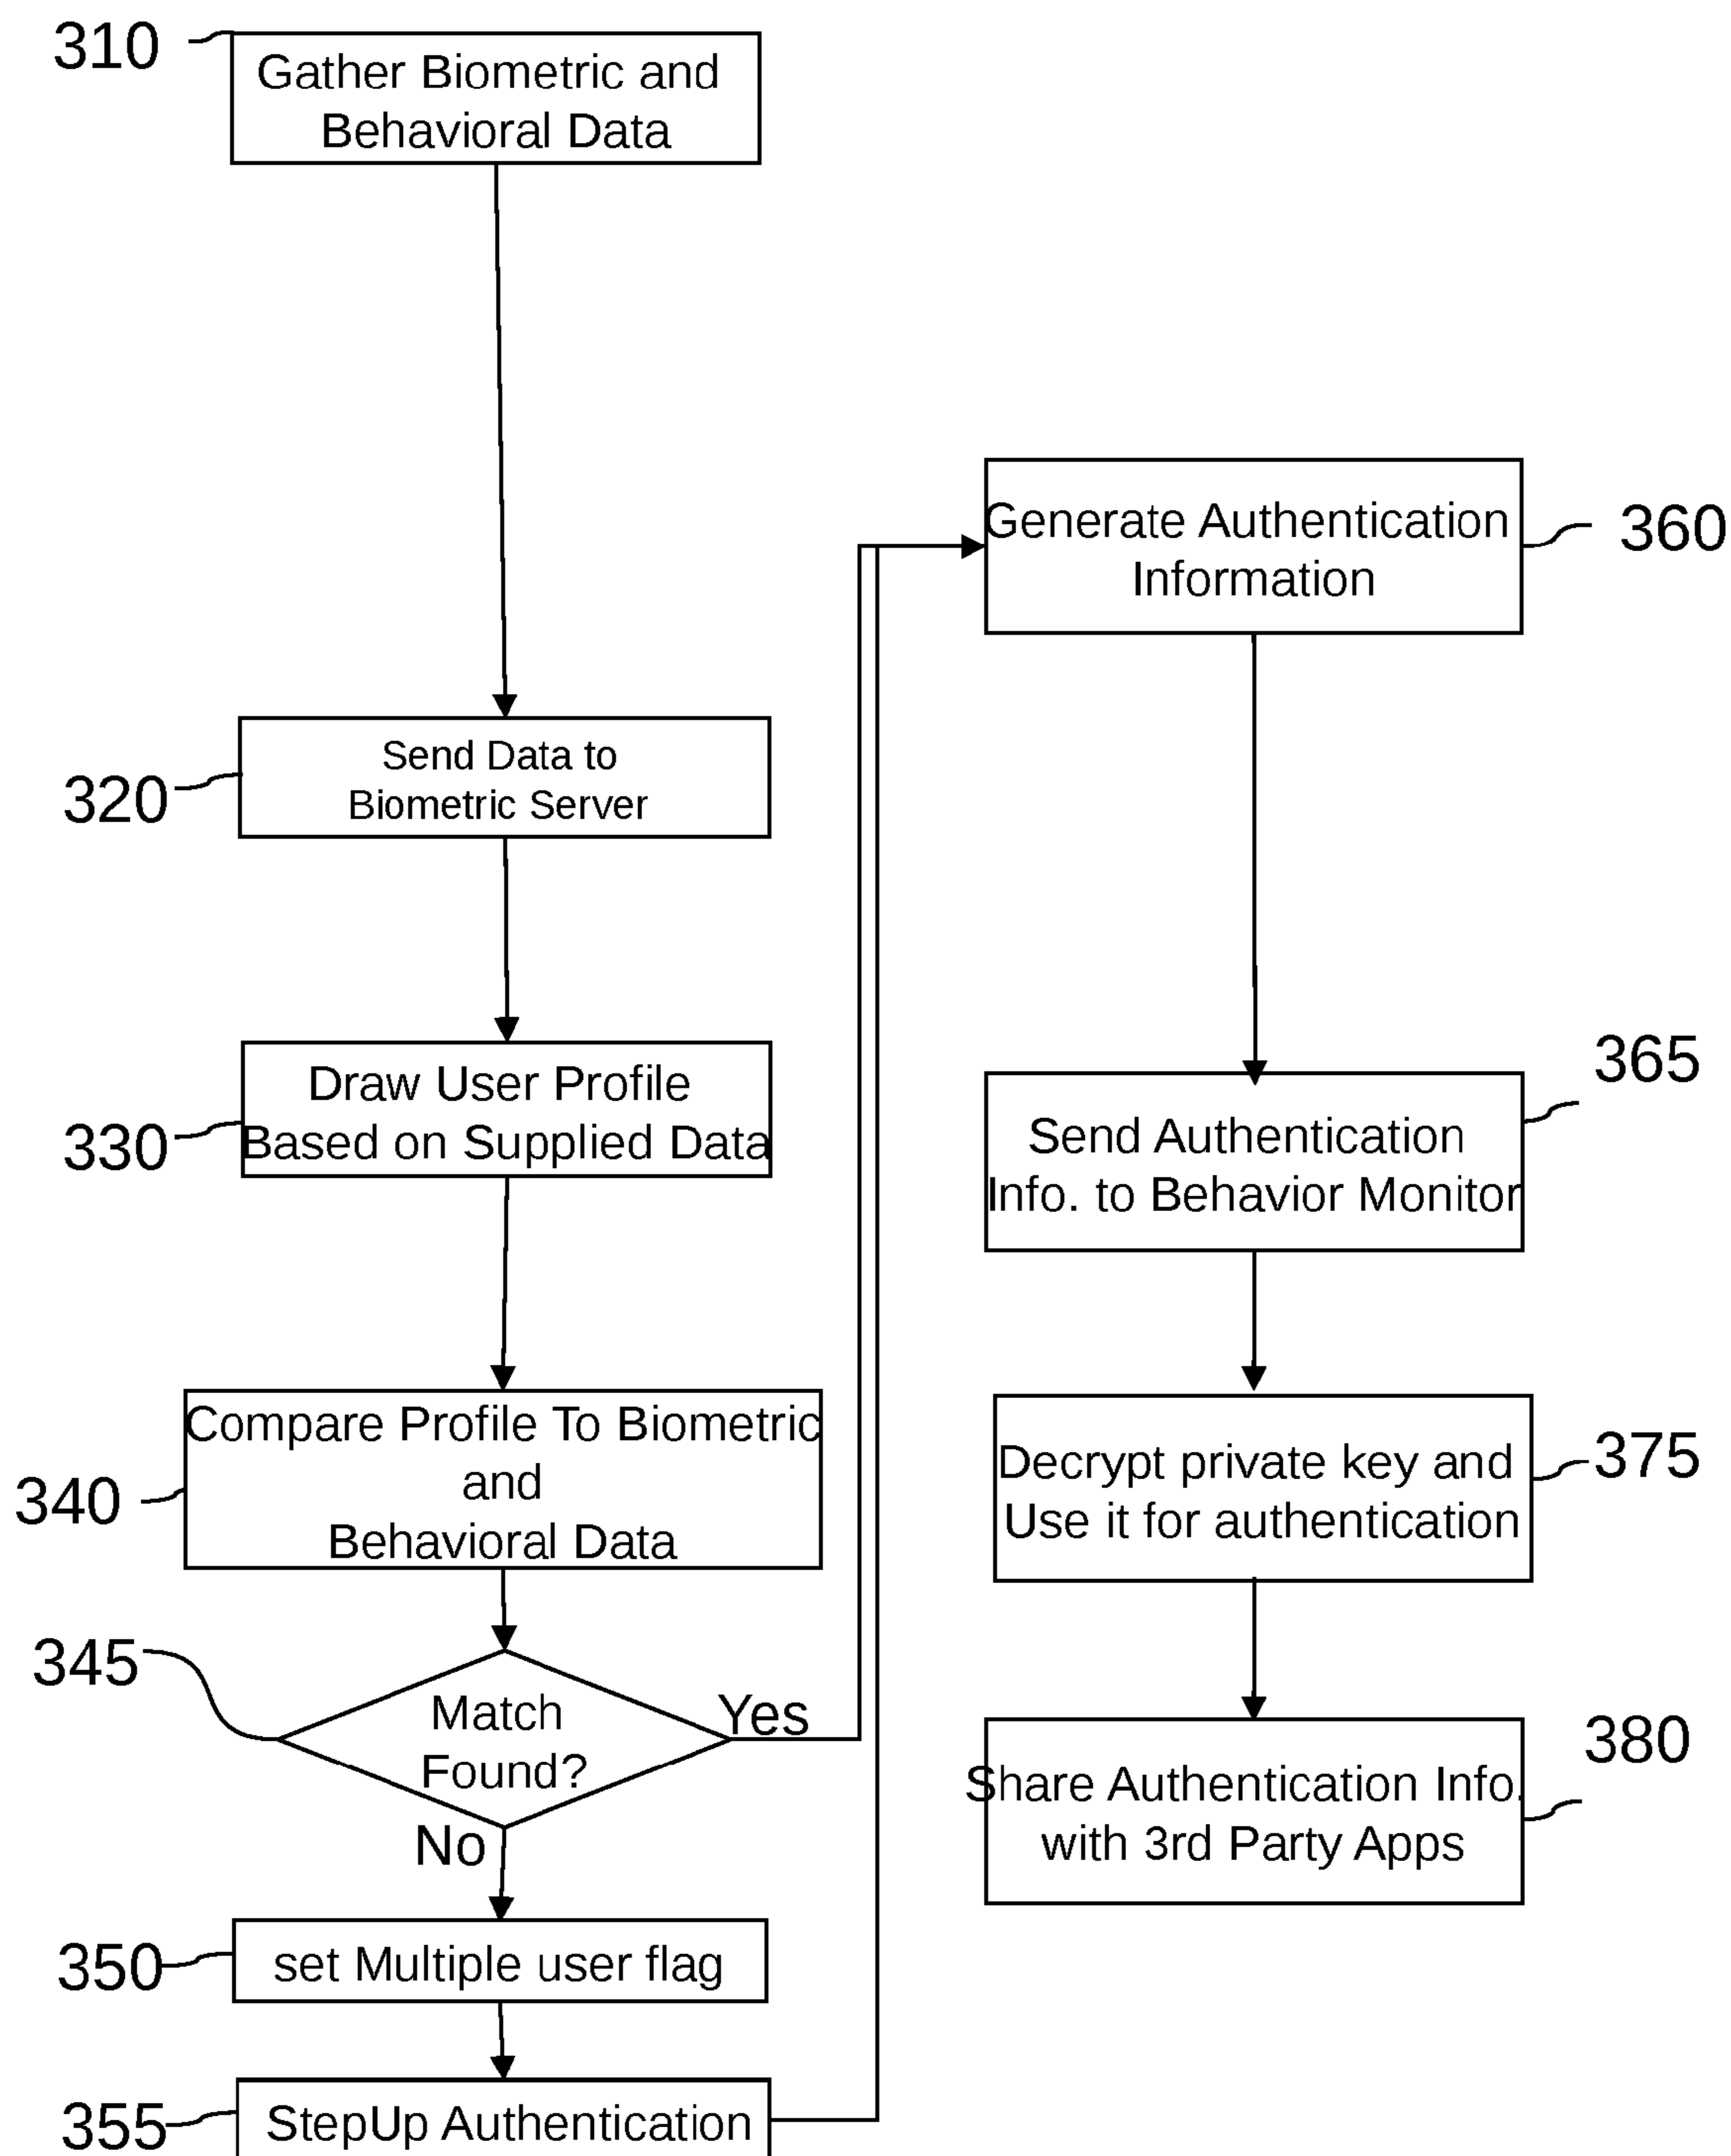 310
Gather Biometric and
Behavioral Data
320
Send Data to
Biometric Server
330
Draw User Profile
Based on Supplied Data
340
Compare Profile To Biometric
and
Behavioral Data
345
Match
Found?
Yes
No
350
set Multiple user flag
355
StepUp Authentication
360
Generate Authentication
Information
365
Send Authentication
Info. to Behavior Monitor
375
Decrypt private key and
Use it for authentication
380
Share Authentication Info.
with 3rd Party Apps